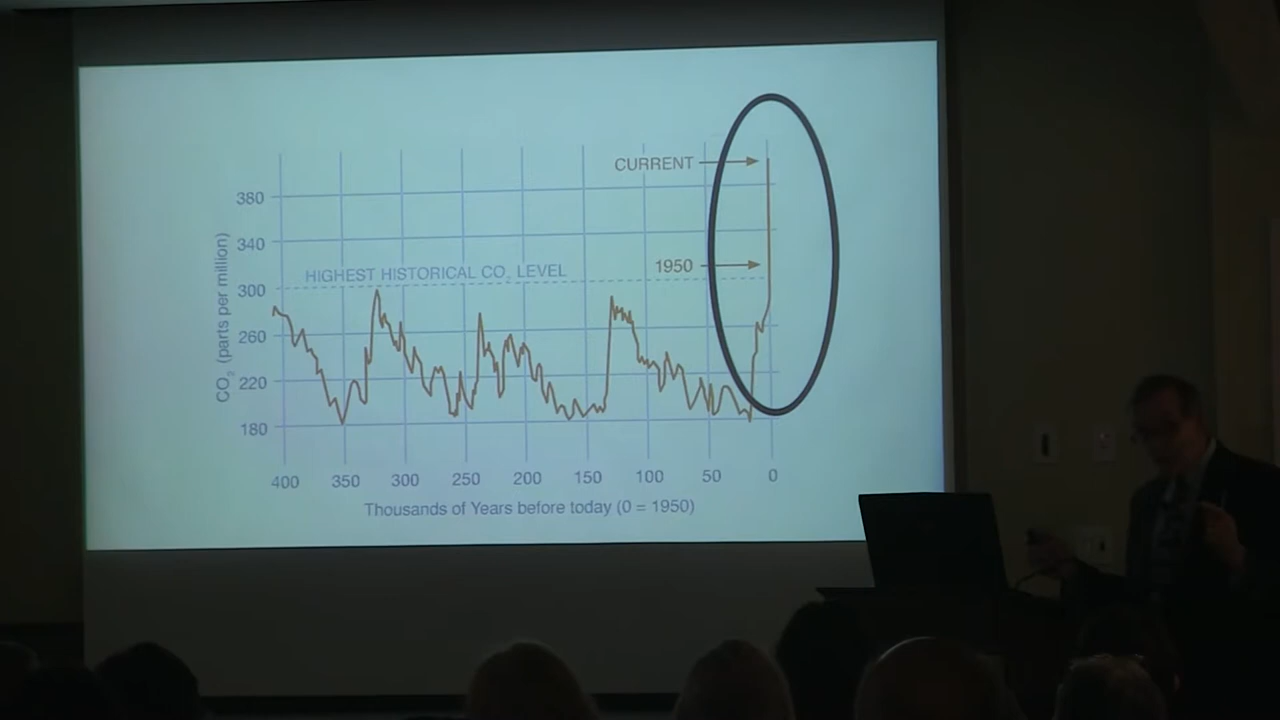 CURRENT
380
340
HIGHEST HISTORICAL CO₂ LEVEL
1950
300
260
220
180
CO₂ (parts per million)
400 350 300 250 200 150 100 50 0
Thousands of Years before today (0 = 1950)